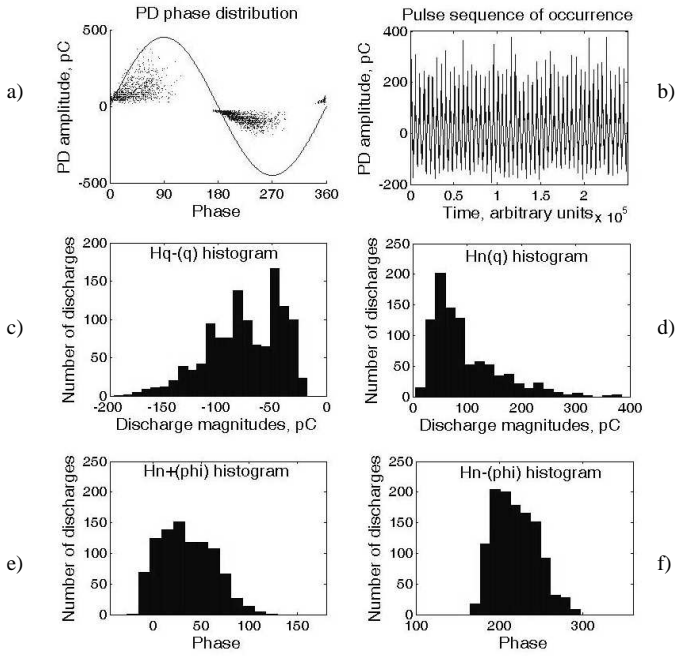 PD phase distribution
500
0
-500
0 90 180 270 360
PD amplitude, pC
Phase
a)
Pulse sequence of occurrence
400
200
0
-200
0 0.5 1 1.5 2
PD amplitude, pC
Time, arbitrary units x 10^5
b)
Hq-(q) histogram
200
150
100
50
0
-200 -100 -50 0
Number of discharges
Discharge magnitudes, pC
c)
Hn(q) histogram
250
200
150
100
50
0
0 100 200 300 400
Number of discharges
Discharge magnitudes, pC
d)
Hn+(phi) histogram
250
200
150
100
50
0
0 50 100 150
Number of discharges
Phase
e)
Hn-(phi) histogram
250
200
150
100
50
0
100 200 300
Number of discharges
Phase
f)